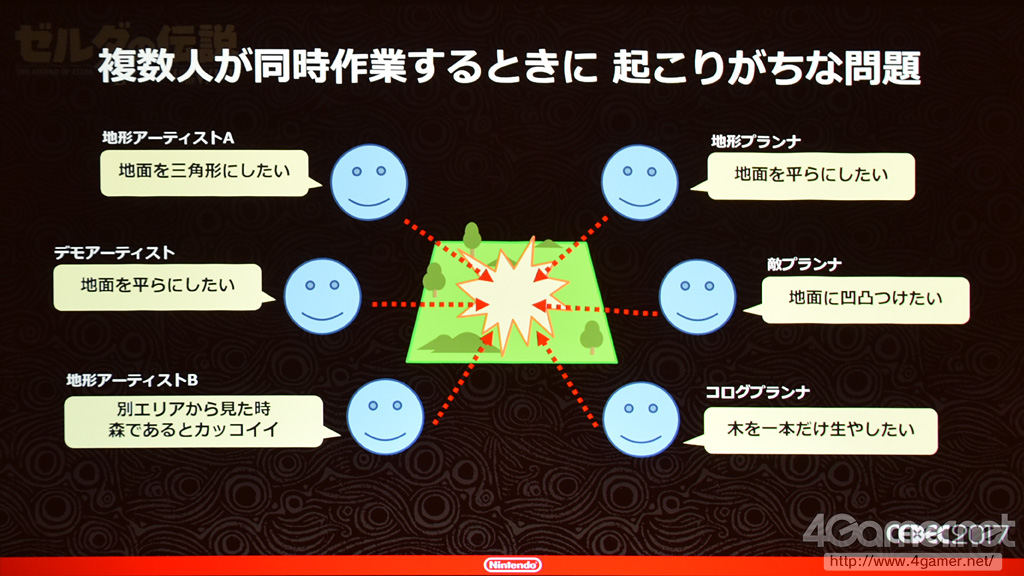 ゼルダの伝説
複数人が同時作業するときに 起こりがちな問題
地形アーティストA
地面を三角形にしたい
地形プランナ
地面を平らにしたい
デモアーティスト
地面を平らにしたい
敵プランナ
地面に凹凸つけたい
地形アーティストB
別エリアから見た時
森であるとカッコイイ
コログプランナ
木を一本だけ生やしたい
CEDEC2017
4Gamer.net
http://www.4gamer.net/
Nintendo